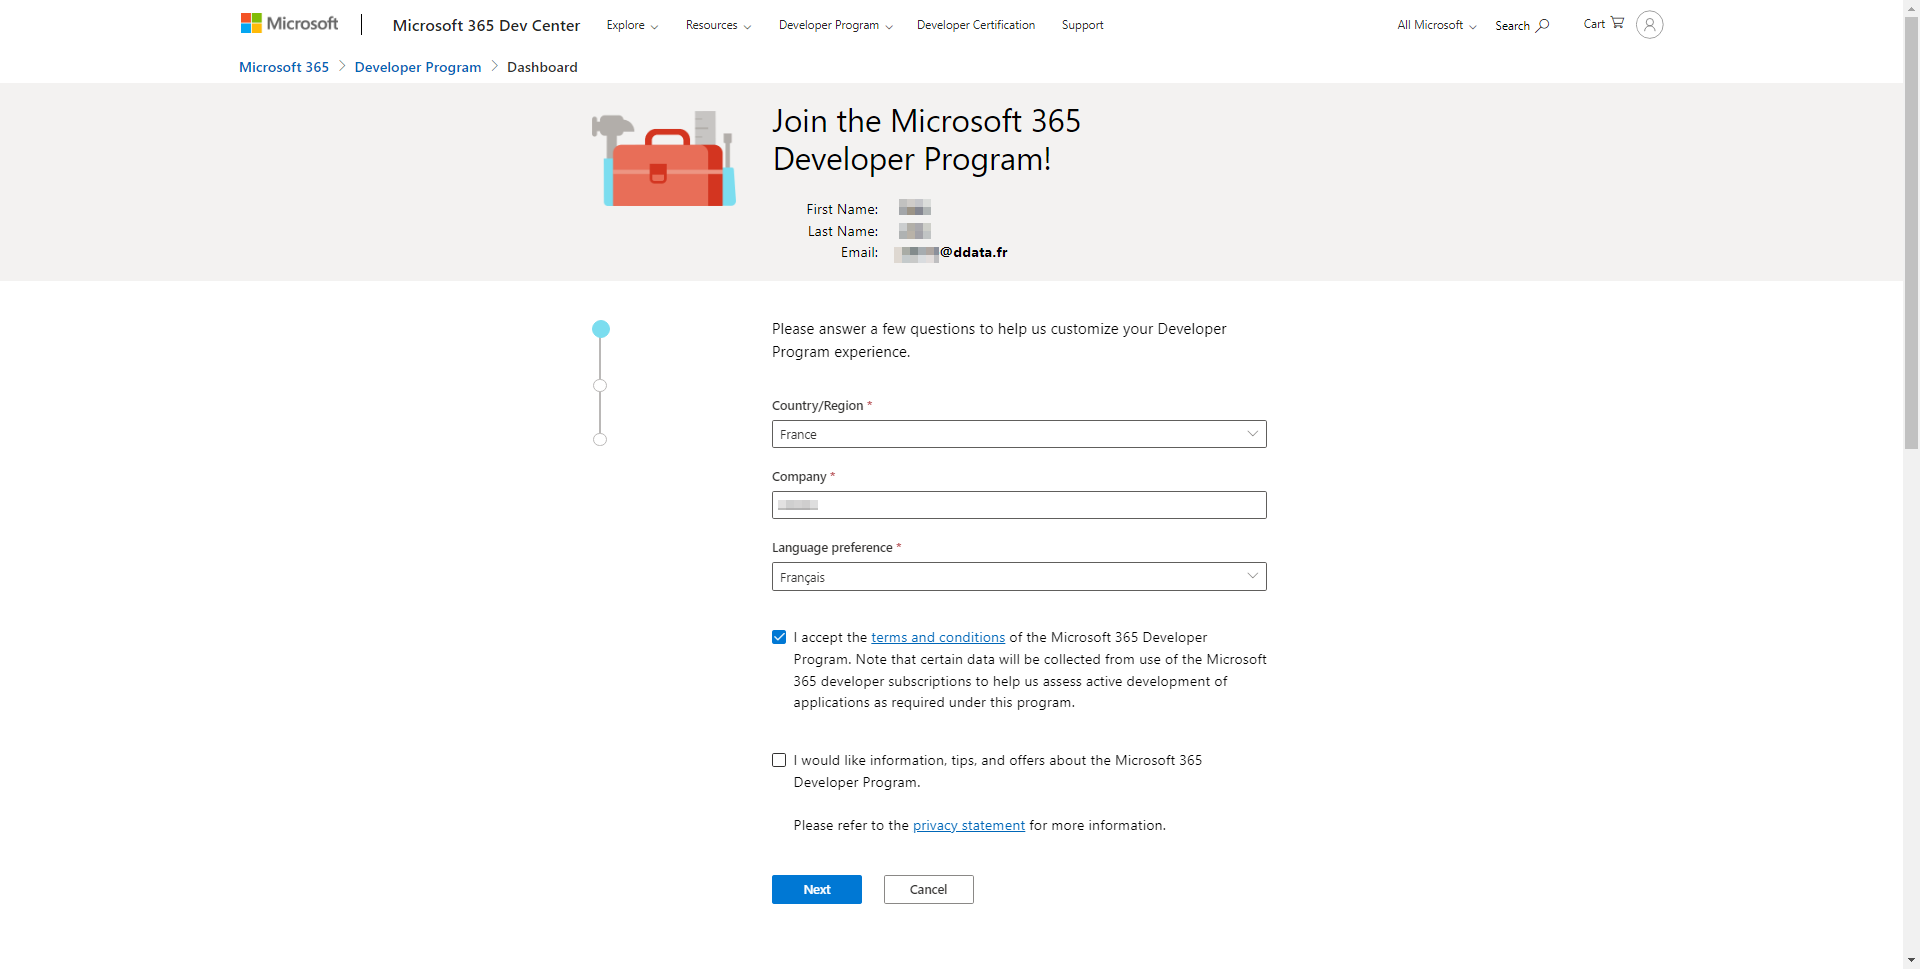 Microsoft
Microsoft 365 Dev Center
Explore
Resources
Developer Program
Developer Certification
Support
All Microsoft
Search
Cart
Microsoft 365 > Developer Program > Dashboard
Join the Microsoft 365
Developer Program!
First Name:
Last Name:
Email: @ddata.fr
Please answer a few questions to help us customize your Developer
Program experience.
Country/Region *
France
Company *
Language preference *
Français
I accept the terms and conditions of the Microsoft 365 Developer
Program. Note that certain data will be collected from use of the Microsoft
365 developer subscriptions to help us assess active development of
applications as required under this program.
I would like information, tips, and offers about the Microsoft 365
Developer Program.
Please refer to the privacy statement for more information.
Next
Cancel